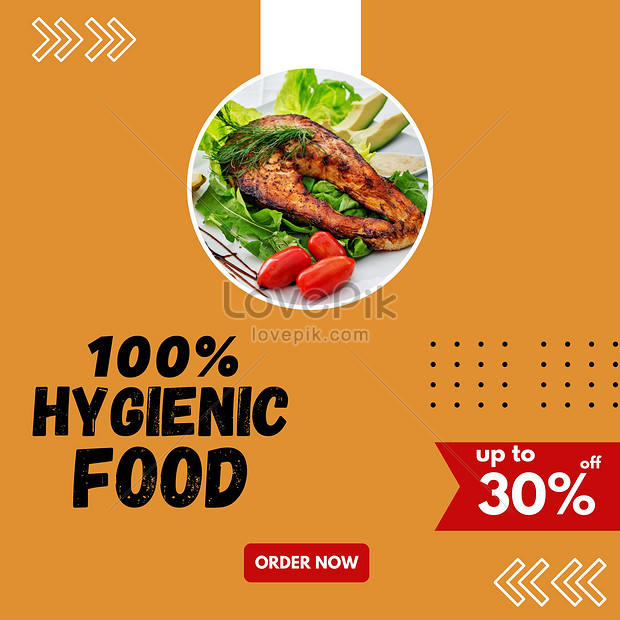 LovePik
lovepik.com
100%
HYGIENIC
FOOD
up to
30% off
ORDER NOW